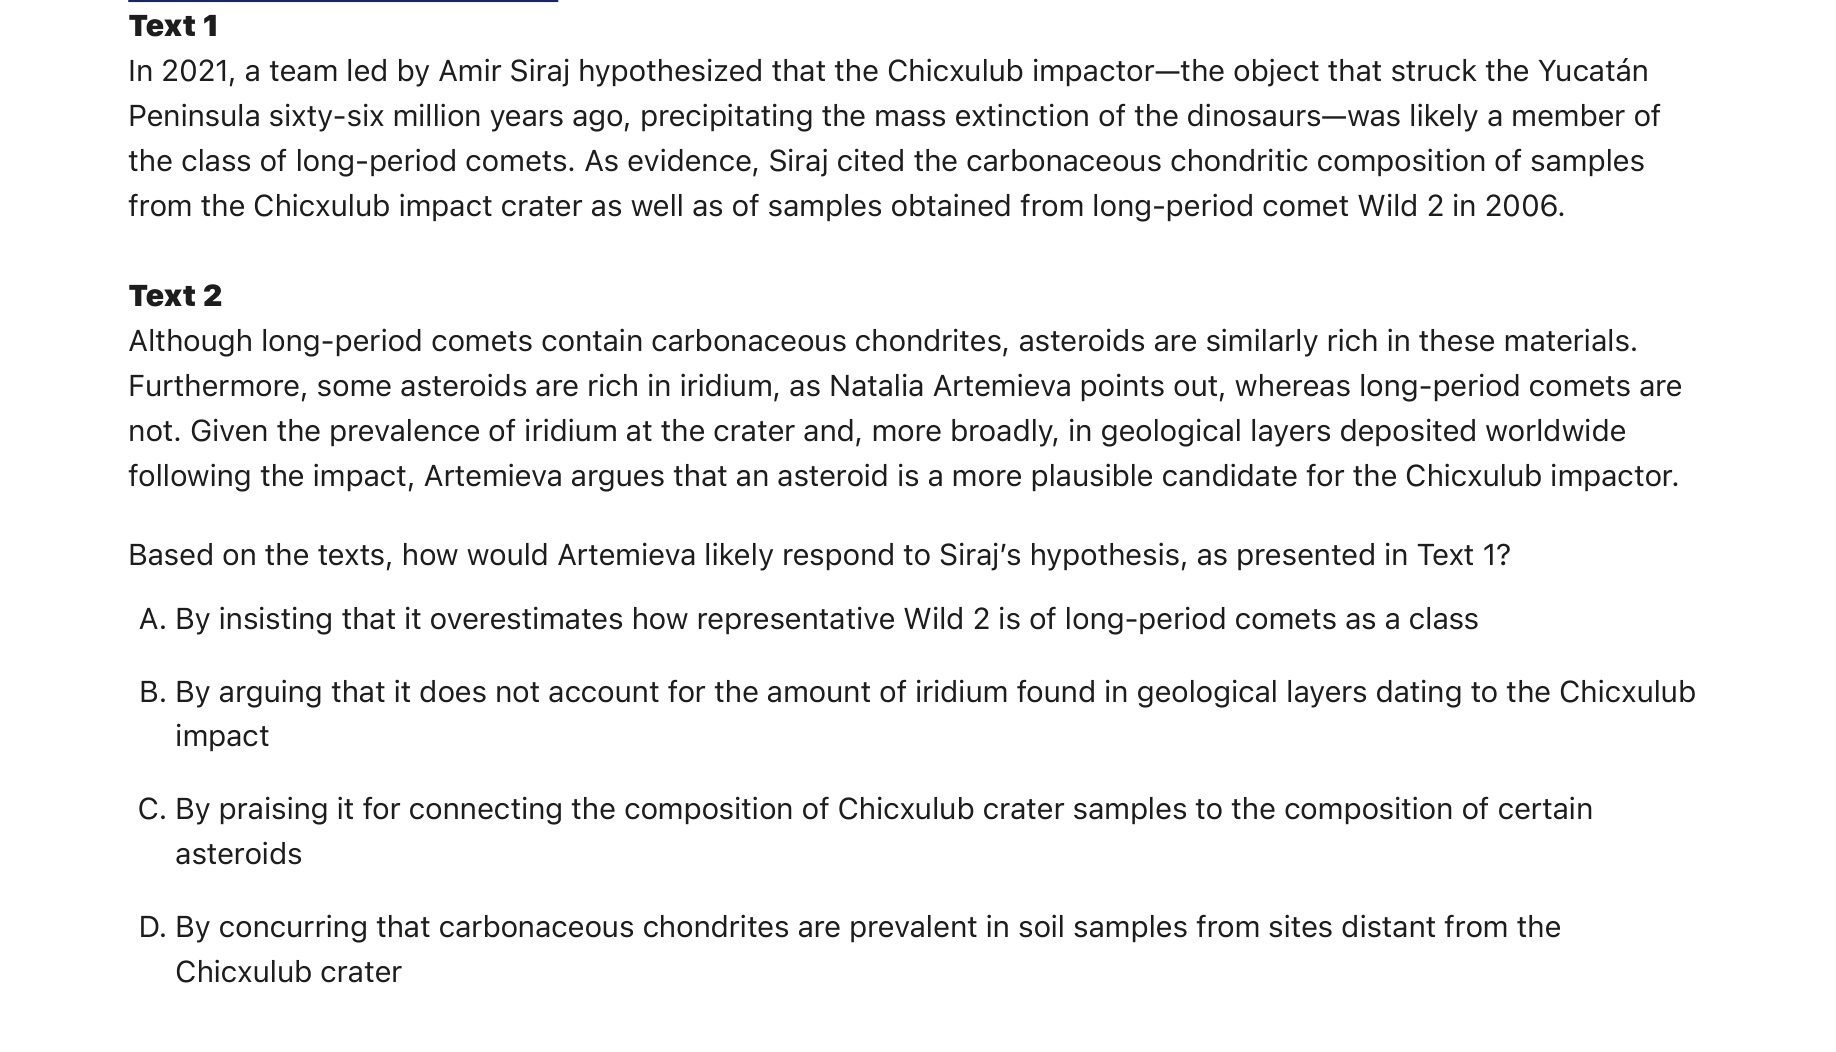 Text 1
In 2021, a team led by Amir Siraj hypothesized that the Chicxulub impactor—the object that struck the Yucatán
Peninsula sixty-six million years ago, precipitating the mass extinction of the dinosaurs—was likely a member of
the class of long-period comets. As evidence, Siraj cited the carbonaceous chondritic composition of samples
from the Chicxulub impact crater as well as of samples obtained from long-period comet Wild 2 in 2006.
Text 2
Although long-period comets contain carbonaceous chondrites, asteroids are similarly rich in these materials.
Furthermore, some asteroids are rich in iridium, as Natalia Artemieva points out, whereas long-period comets are
not. Given the prevalence of iridium at the crater and, more broadly, in geological layers deposited worldwide
following the impact, Artemieva argues that an asteroid is a more plausible candidate for the Chicxulub impactor.
Based on the texts, how would Artemieva likely respond to Siraj’s hypothesis, as presented in Text 1?
A. By insisting that it overestimates how representative Wild 2 is of long-period comets as a class
B. By arguing that it does not account for the amount of iridium found in geological layers dating to the Chicxulub
impact
C. By praising it for connecting the composition of Chicxulub crater samples to the composition of certain
asteroids
D. By concurring that carbonaceous chondrites are prevalent in soil samples from sites distant from the
Chicxulub crater